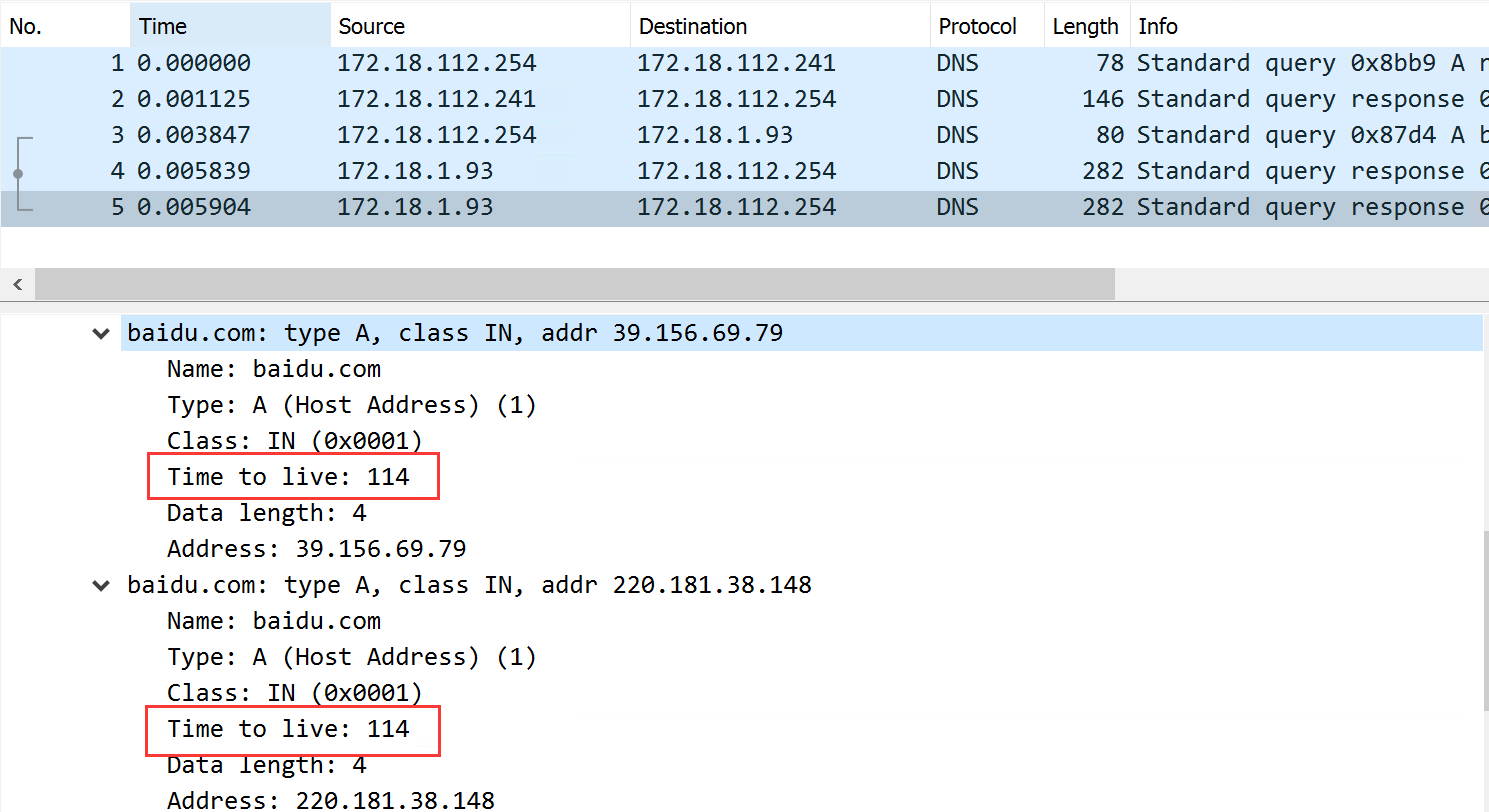 No. Time Source Destination Protocol Length Info
1 0.000000 172.18.112.254 172.18.112.241 DNS 78 Standard query 0x8bb9 A
2 0.001125 172.18.112.241 172.18.112.254 DNS 146 Standard query response
3 0.003847 172.18.112.254 172.18.1.93 DNS 80 Standard query 0x87d4 A
4 0.005839 172.18.1.93 172.18.112.254 DNS 282 Standard query response
5 0.005904 172.18.1.93 172.18.112.254 DNS 282 Standard query response
baidu.com: type A, class IN, addr 39.156.69.79
Name: baidu.com
Type: A (Host Address) (1)
Class: IN (0x0001)
Time to live: 114
Data length: 4
Address: 39.156.69.79
baidu.com: type A, class IN, addr 220.181.38.148
Name: baidu.com
Type: A (Host Address) (1)
Class: IN (0x0001)
Time to live: 114
Data length: 4
Address: 220.181.38.148